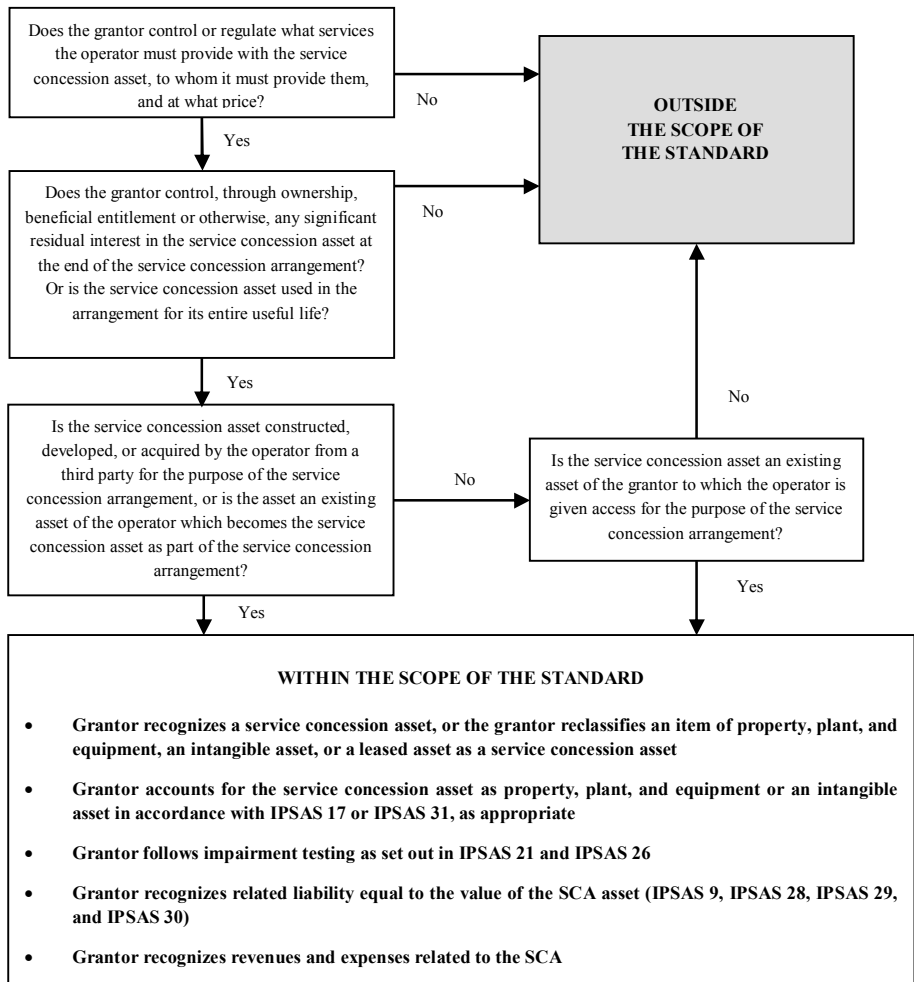 Does the grantor control or regulate what services
the operator must provide with the service
concession asset, to whom it must provide them,
and at what price?
No
OUTSIDE
THE SCOPE OF
THE STANDARD
Yes
Does the grantor control, through ownership,
beneficial entitlement or otherwise, any significant
residual interest in the service concession asset at
the end of the service concession arrangement?
Or is the service concession asset used in the
arrangement for its entire useful life?
No
Yes
No
Is the service concession asset constructed,
developed, or acquired by the operator from a
third party for the purpose of the service
concession arrangement, or is the asset an existing
asset of the operator which becomes the service
concession asset as part of the service concession
arrangement?
No
Is the service concession asset an existing
asset of the grantor to which the operator is
given access for the purpose of the service
concession arrangement?
Yes
Yes
WITHIN THE SCOPE OF THE STANDARD
• Grantor recognizes a service concession asset, or the grantor reclassifies an item of property, plant, and
equipment, an intangible asset, or a leased asset as a service concession asset
• Grantor accounts for the service concession asset as property, plant, and equipment or an intangible
asset in accordance with IPSAS 17 or IPSAS 31, as appropriate
• Grantor follows impairment testing as set out in IPSAS 21 and IPSAS 26
• Grantor recognizes related liability equal to the value of the SCA asset (IPSAS 9, IPSAS 28, IPSAS 29,
and IPSAS 30)
• Grantor recognizes revenues and expenses related to the SCA